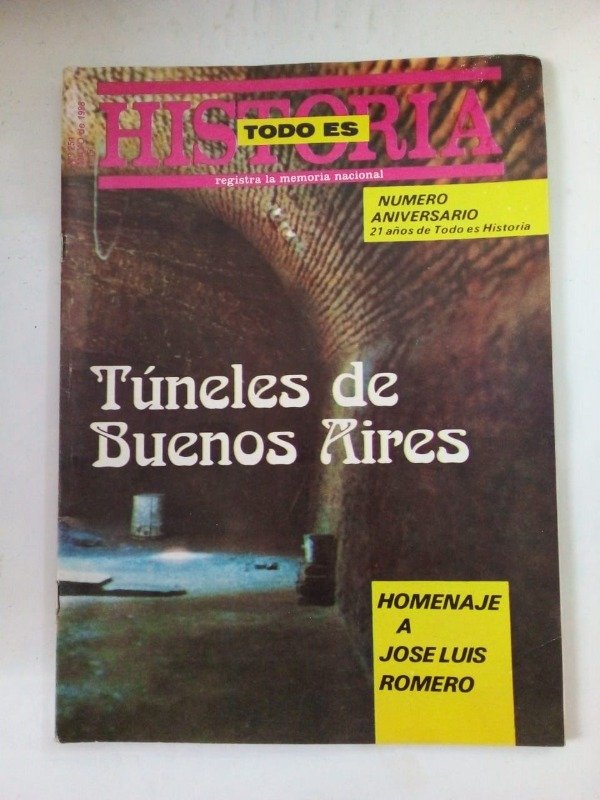 HISTORIA
TODO ES
registra la memoria nacional
NUMERO
ANIVERSARIO
21 años de Todo es Historia
Túneles de
Buenos Aires
HOMENAJE
A
JOSE LUIS
ROMERO